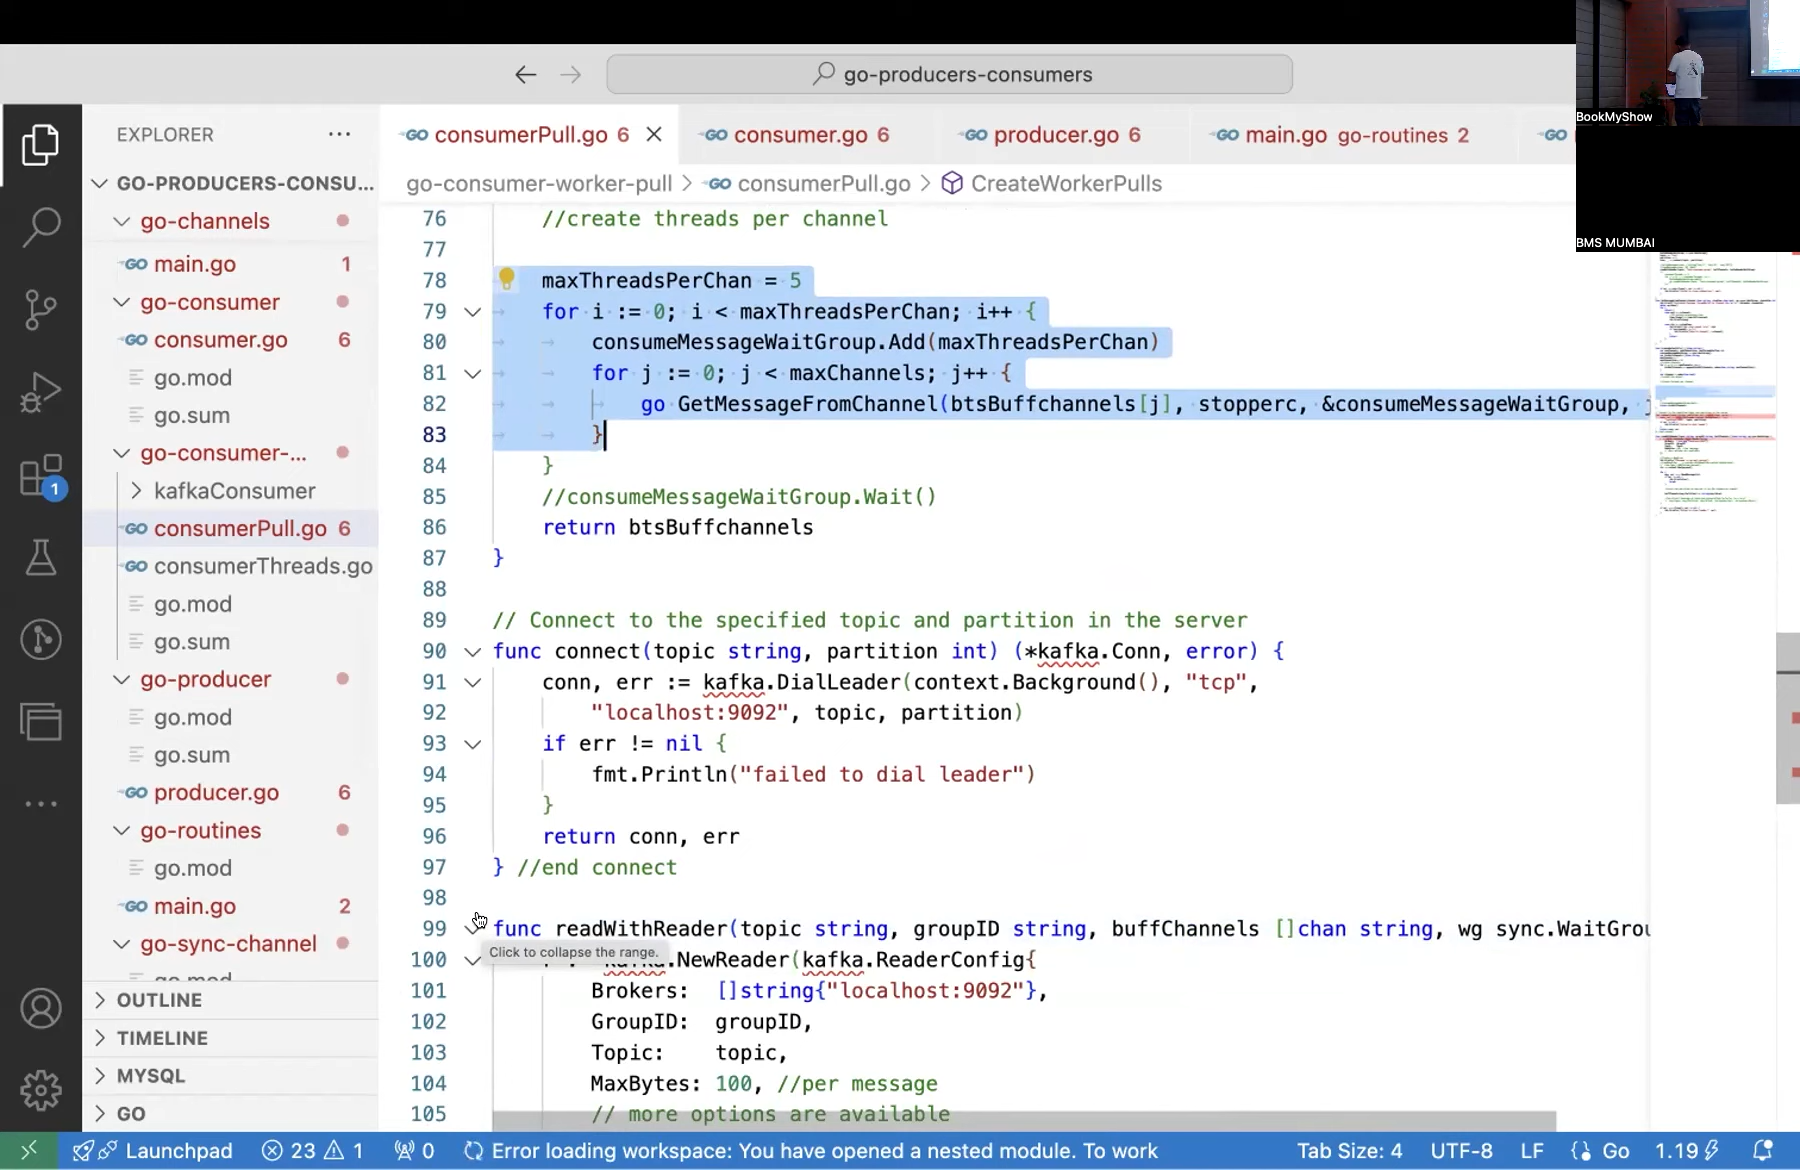 go-producers-consumers
BookMyShow
BMS MUMBAI
EXPLORER
GO-PRODUCERS-CONSU...
go-channels
main.go 1
go-consumer
consumer.go 6
go.mod
go.sum
go-consumer-...
kafkaConsumer
consumerPull.go 6
consumerThreads.go
go.mod
go.sum
go-producer
go.mod
go.sum
producer.go 6
go-routines
go.mod
main.go 2
go-sync-channel
go.mod
OUTLINE
TIMELINE
MYSQL
GO
1
GO consumerPull.go 6 GO consumer.go 6 GO producer.go 6 GO main.go go-routines 2 GO
go-consumer-worker-pull > GO consumerPull.go > CreateWorkerPulls
76 //create threads per channel
77
78 maxThreadsPerChan = 5
79 for i := 0; i < maxThreadsPerChan; i++ {
80 consumeMessageWaitGroup.Add(maxThreadsPerChan)
81 for j := 0; j < maxChannels; j++ {
82 go GetMessageFromChannel(btsBuffchannels[j], stopperc, &consumeMessageWaitGroup,
83 }
84 }
85 //consumeMessageWaitGroup.Wait()
86 return btsBuffchannels
87 }
88
89 // Connect to the specified topic and partition in the server
90 func connect(topic string, partition int) (*kafka.Conn, error) {
91 conn, err := kafka.DialLeader(context.Background(), "tcp",
92 "localhost:9092", topic, partition)
93 if err != nil {
94 fmt.Println("failed to dial leader")
95 }
96 return conn, err
97 } //end connect
98
99 func readWithReader(topic string, groupID string, buffChannels []chan string, wg sync.WaitGrou
Click to collapse the range.
100 kafka.NewReader(kafka.ReaderConfig{
101 Brokers: []string{"localhost:9092"},
102 GroupID: groupID,
103 Topic: topic,
104 MaxBytes: 100, //per message
105 // more options are available
Launchpad 23 1 0 Error loading workspace: You have opened a nested module. To work Tab Size: 4 UTF-8 LF Go 1.19